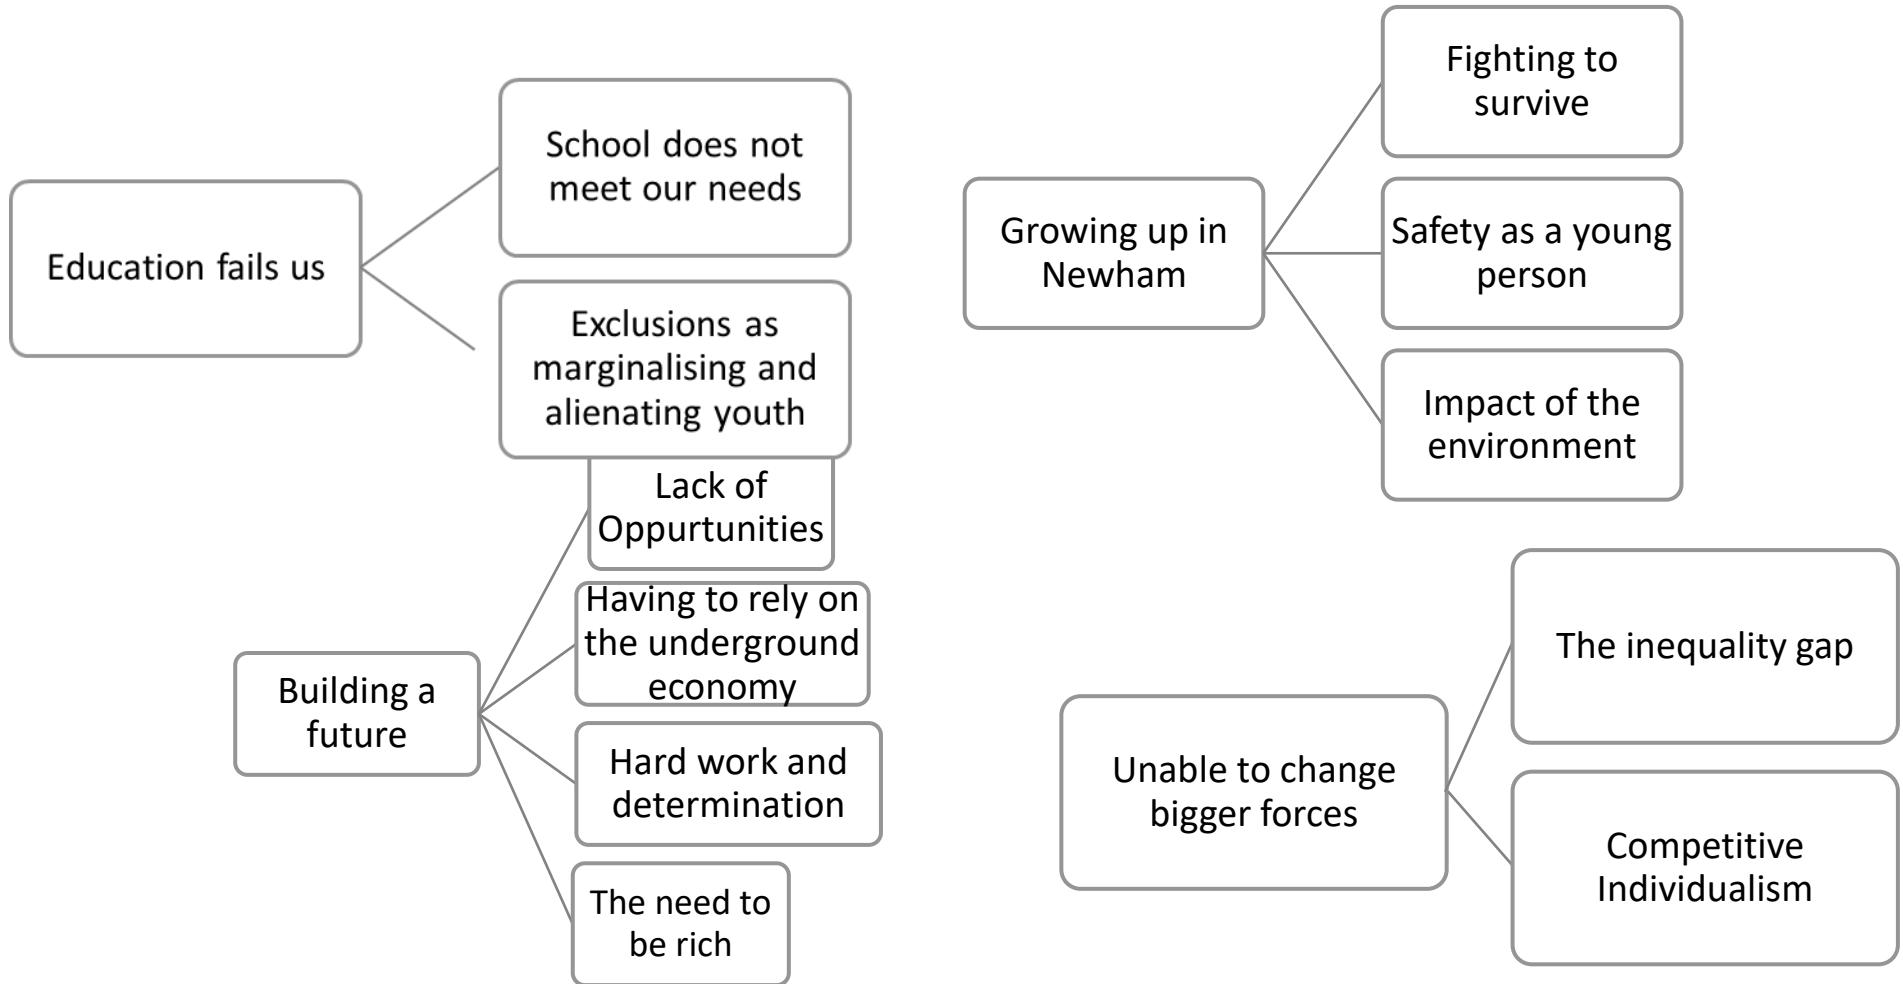 Education fails us
School does not
meet our needs
Exclusions as
marginalising and
alienating youth
Growing up in
Newham
Fighting to
survive
Safety as a young
person
Impact of the
environment
Building a
future
Lack of
Oppurtunities
Having to rely on
the underground
economy
Hard work and
determination
The need to
be rich
Unable to change
bigger forces
The inequality gap
Competitive
Individualism